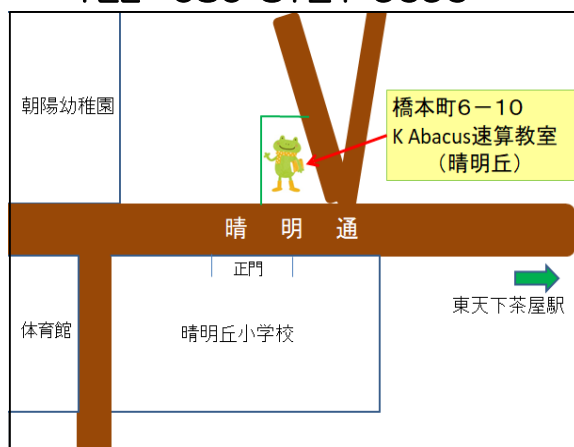 朝陽幼稚園
橋本町6－10
K Abacus速算教室
（晴明丘）
晴明通
正門
東天下茶屋駅
体育館
晴明丘小学校